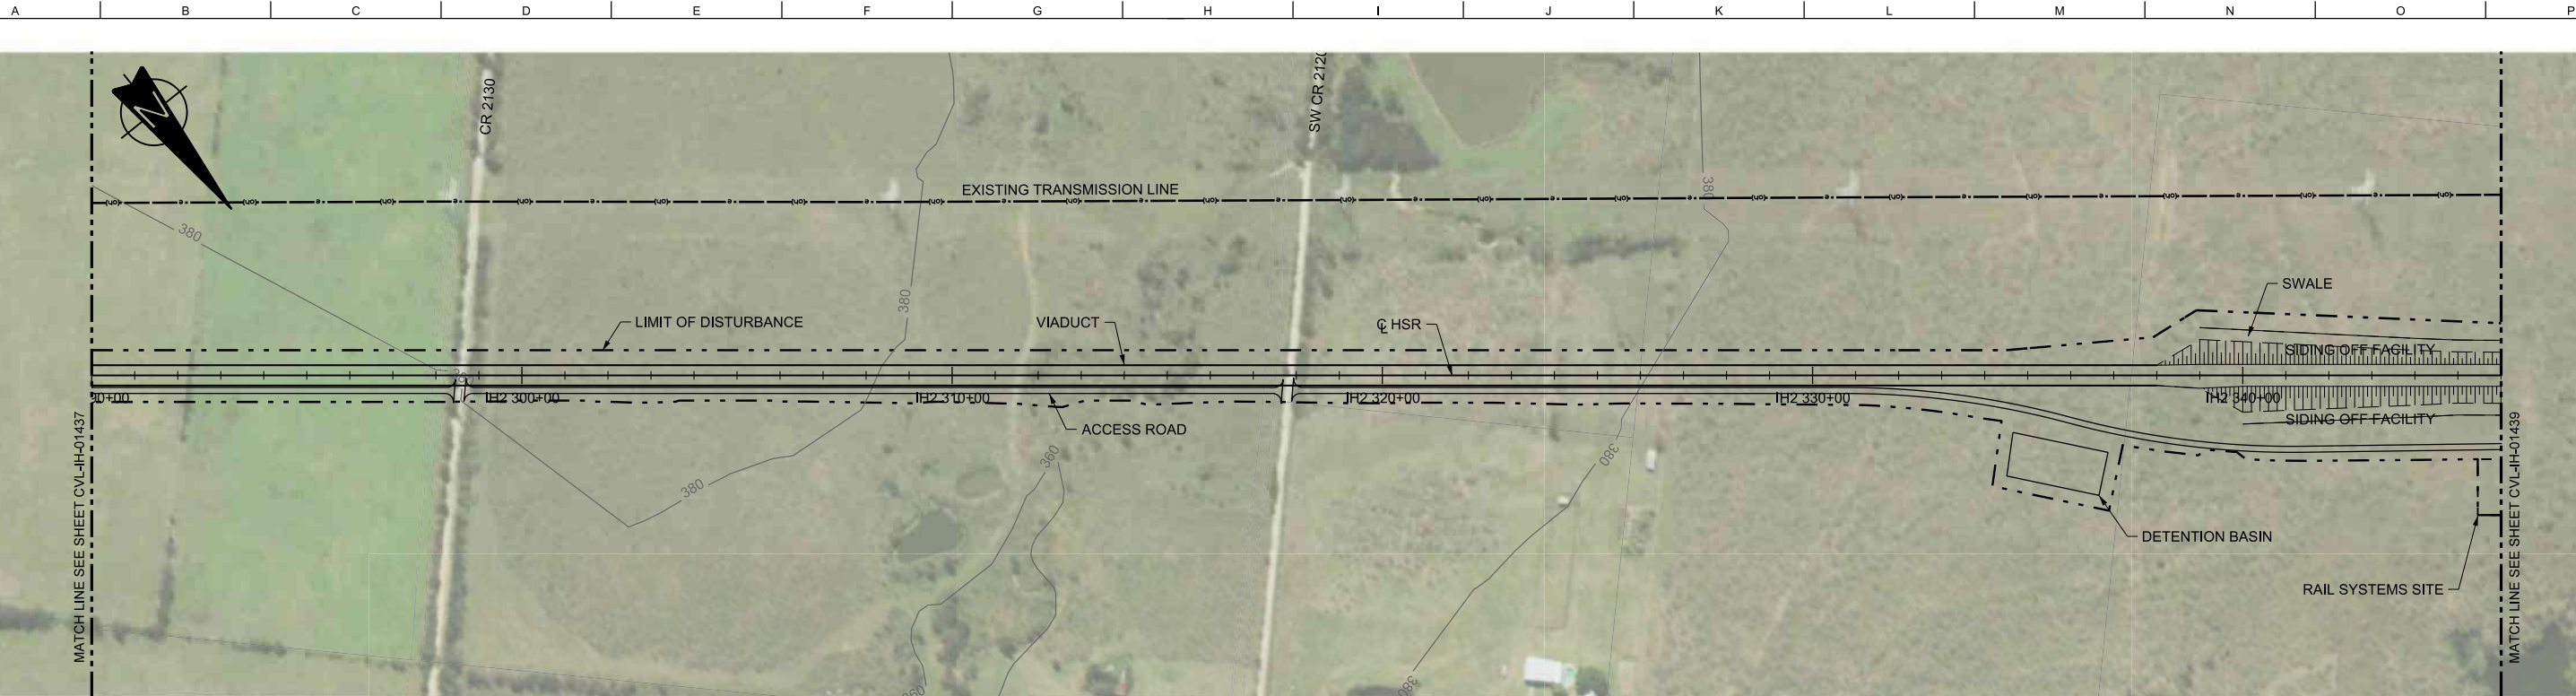 A B C D E F G H I J K L M N O P
CR 2130
SW CR 2120
N
EXISTING TRANSMISSION LINE
380
380
380
SWALE
LIMIT OF DISTURBANCE
VIADUCT
℄ HSR
SIDING OFF FACILITY
IH2 300+00
IH2 310+00
IH2 320+00
IH2 330+00
IH2 340+00
SIDING OFF FACILITY
ACCESS ROAD
360
380
380
DETENTION BASIN
RAIL SYSTEMS SITE
380
360
MATCH LINE SEE SHEET CVL-IH-01437
MATCH LINE SEE SHEET CVL-IH-01439